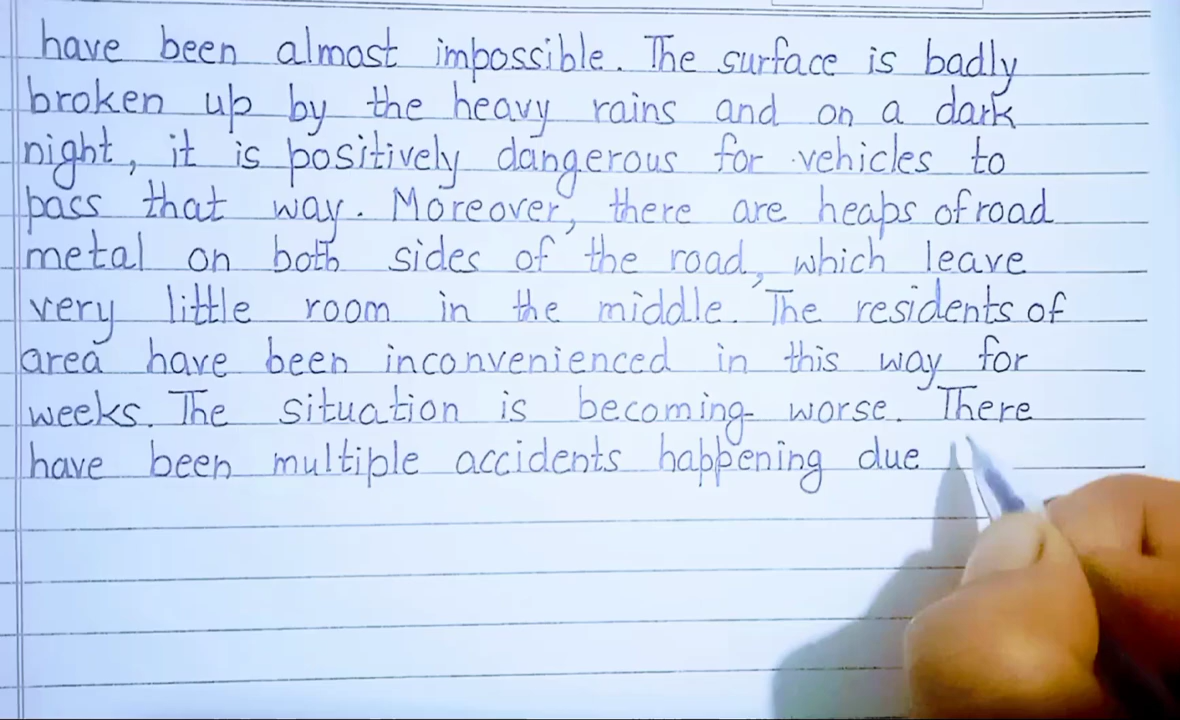 have been almost impossible. The surface is badly
broken up by the heavy rains and on a dark
night, it is positively dangerous for vehicles to
pass that way. Moreover, there are heaps of road
metal on both sides of the road, which leave
very little room in the middle. The residents of
area have been inconvenienced in this way for
weeks. The situation is becoming worse. There
have been multiple accidents happening due